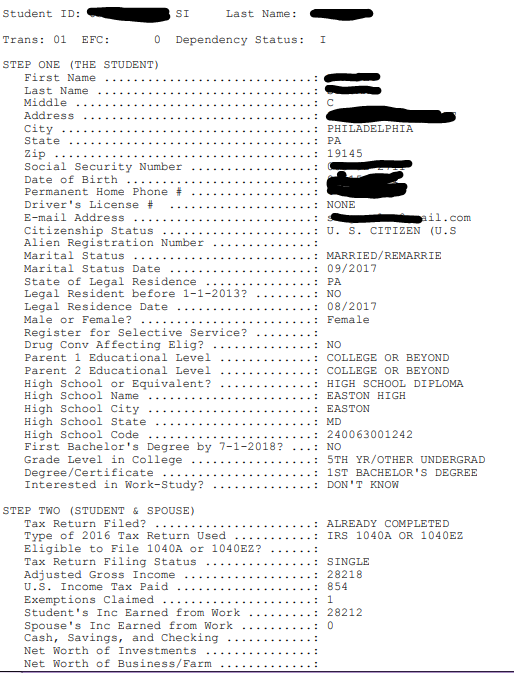 Student ID: SI Last Name:
Trans: 01 EFC: 0 Dependency Status: I
STEP ONE (THE STUDENT)
First Name ............................:
Last Name .............................:
Middle ................................: C
Address ...............................:
City ..................................: PHILADELPHIA
State .................................: PA
Zip ...................................: 19145
Social Security Number ................:
Date of Birth .........................:
Permanent Home Phone # ................:
Driver's License # ...................: NONE
E-mail Address ........................: ail.com
Citizenship Status ....................: U. S. CITIZEN (U.S
Alien Registration Number .............:
Marital Status ........................: MARRIED/REMARRIE
Marital Status Date ...................: 09/2017
State of Legal Residence ..............: PA
Legal Resident before 1-1-2013? .......: NO
Legal Residence Date ..................: 08/2017
Male or Female? .......................: Female
Register for Selective Service? .......:
Drug Conv Affecting Elig? .............: NO
Parent 1 Educational Level ............: COLLEGE OR BEYOND
Parent 2 Educational Level ............: COLLEGE OR BEYOND
High School or Equivalent? ............: HIGH SCHOOL DIPLOMA
High School Name ......................: EASTON HIGH
High School City ......................: EASTON
High School State .....................: MD
High School Code ......................: 240063001242
First Bachelor's Degree by 7-1-2018? ...: NO
Grade Level in College ................: 5TH YR/OTHER UNDERGRAD
Degree/Certificate ....................: 1ST BACHELOR'S DEGREE
Interested in Work-Study? .............: DON'T KNOW
STEP TWO (STUDENT & SPOUSE)
Tax Return Filed? .....................: ALREADY COMPLETED
Type of 2016 Tax Return Used ..........: IRS 1040A OR 1040EZ
Eligible to File 1040A or 1040EZ? ......:
Tax Return Filing Status ..............: SINGLE
Adjusted Gross Income .................: 28218
U.S. Income Tax Paid ..................: 854
Exemptions Claimed ....................: 1
Student's Inc Earned from Work ........: 28212
Spouse's Inc Earned from Work .........: 0
Cash, Savings, and Checking ...........:
Net Worth of Investments ..............:
Net Worth of Business/Farm ............: